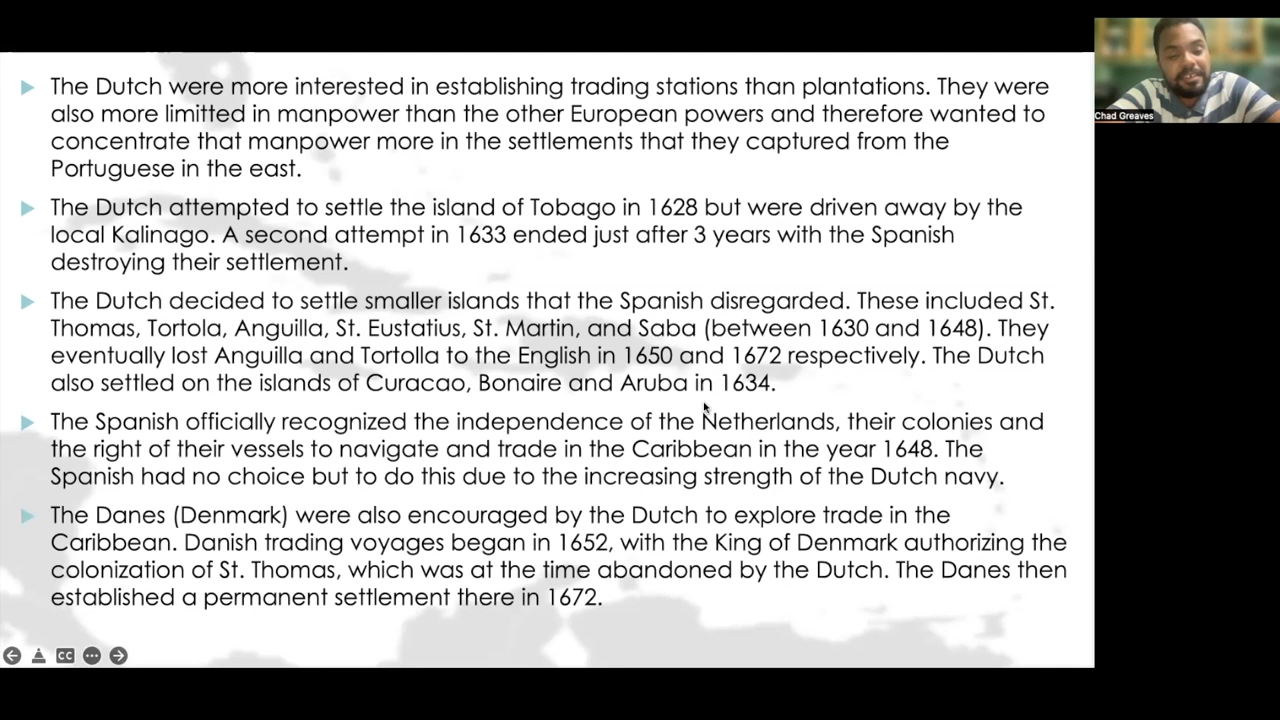 The Dutch were more interested in establishing trading stations than plantations. They were
also more limitted in manpower than the other European powers and therefore wanted to
concentrate that manpower more in the settlements that they captured from the
Portuguese in the east.
The Dutch attempted to settle the island of Tobago in 1628 but were driven away by the
local Kalinago. A second attempt in 1633 ended just after 3 years with the Spanish
destroying their settlement.
The Dutch decided to settle smaller islands that the Spanish disregarded. These included St.
Thomas, Tortola, Anguilla, St. Eustatius, St. Martin, and Saba (between 1630 and 1648). They
eventually lost Anguilla and Tortolla to the English in 1650 and 1672 respectively. The Dutch
also settled on the islands of Curacao, Bonaire and Aruba in 1634.
The Spanish officially recognized the independence of the Netherlands, their colonies and
the right of their vessels to navigate and trade in the Caribbean in the year 1648. The
Spanish had no choice but to do this due to the increasing strength of the Dutch navy.
The Danes (Denmark) were also encouraged by the Dutch to explore trade in the
Caribbean. Danish trading voyages began in 1652, with the King of Denmark authorizing the
colonization of St. Thomas, which was at the time abandoned by the Dutch. The Danes then
established a permanent settlement there in 1672.
CC
Chad Greaves